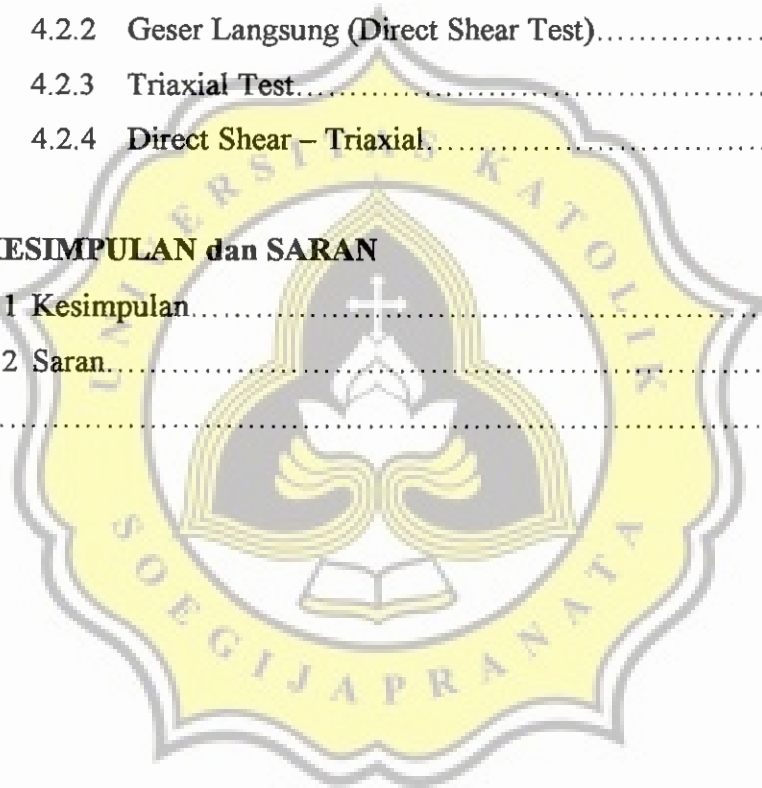 4.2.2 Geser Langsung (Direct Shear Test)..................
4.2.3 Triaxial Test..................................................
4.2.4 Direct Shear – Triaxial....................................
KESIMPULAN dan SARAN
1 Kesimpulan............................................................
2 Saran.....................................................................
UNIVERSITAS KATOLIK
SOEGIJAPRANATA